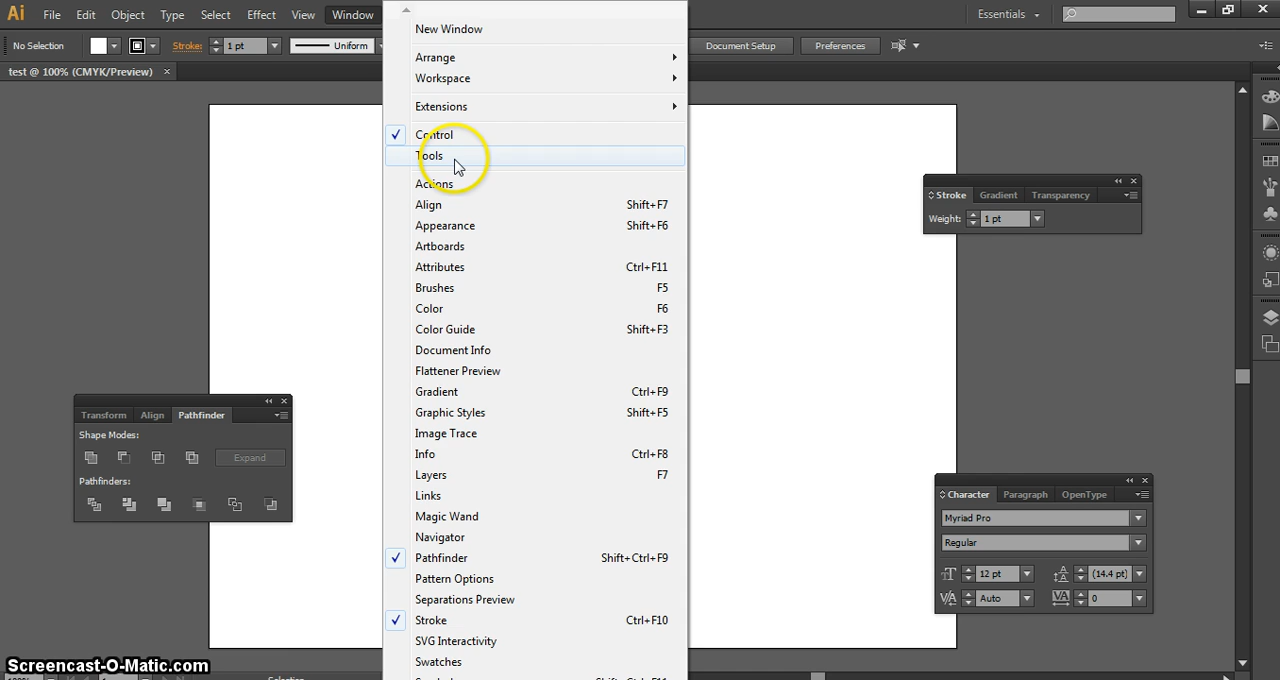 Ai File Edit Object Type Select Effect View Window Essentials
No Selection Stroke: 1 pt Uniform Document Setup Preferences
test @ 100% (CMYK/Preview) ×
New Window
Arrange
Workspace
Extensions
Control
Tools
Actions
Align Shift+F7
Appearance Shift+F6
Artboards
Attributes Ctrl+F11
Brushes F5
Color F6
Color Guide Shift+F3
Document Info
Flattener Preview
Gradient Ctrl+F9
Graphic Styles Shift+F5
Image Trace
Info Ctrl+F8
Layers F7
Links
Magic Wand
Navigator
Pathfinder Shift+Ctrl+F9
Pattern Options
Separations Preview
Stroke Ctrl+F10
SVG Interactivity
Swatches
Transform Align Pathfinder
Shape Modes:
Expand
Pathfinders:
Stroke Gradient Transparency
Weight: 1 pt
Character Paragraph OpenType
Myriad Pro
Regular
12 pt (14.4 pt)
Auto 0
Screencast-O-Matic.com